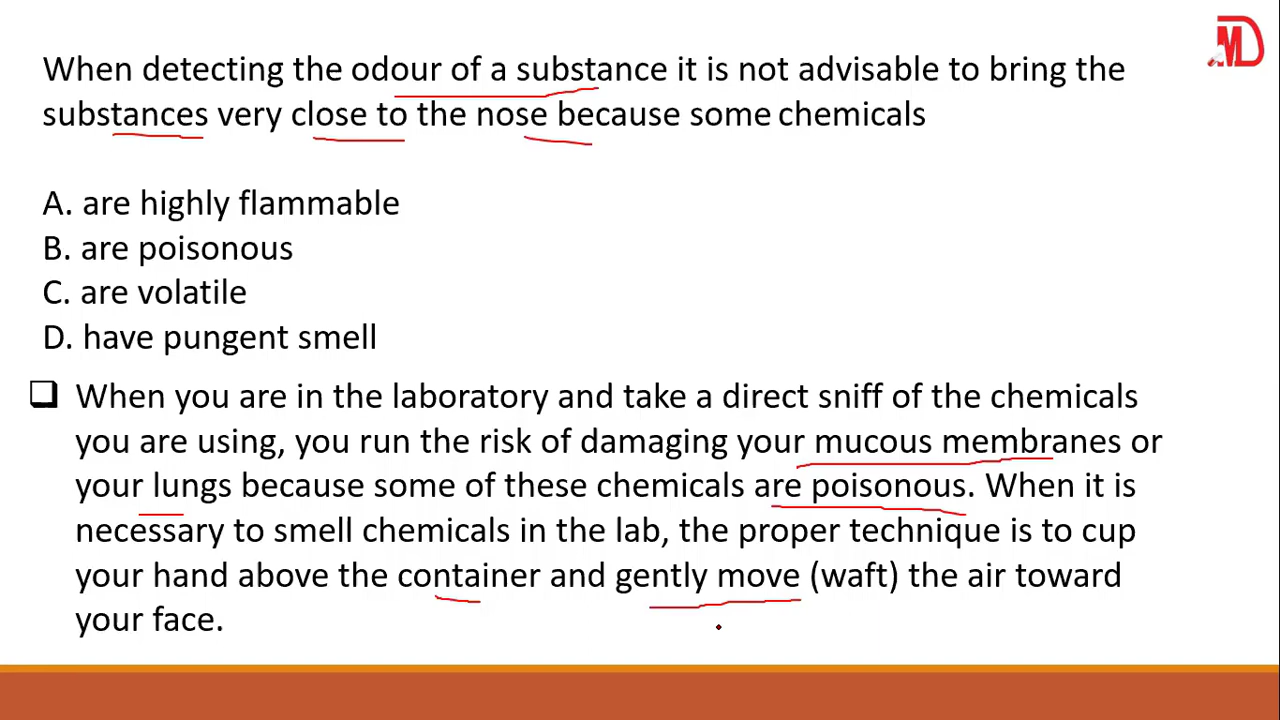 When detecting the odour of a substance it is not advisable to bring the
substances very close to the nose because some chemicals
A. are highly flammable
B. are poisonous
C. are volatile
D. have pungent smell
When you are in the laboratory and take a direct sniff of the chemicals
you are using, you run the risk of damaging your mucous membranes or
your lungs because some of these chemicals are poisonous. When it is
necessary to smell chemicals in the lab, the proper technique is to cup
your hand above the container and gently move (waft) the air toward
your face.